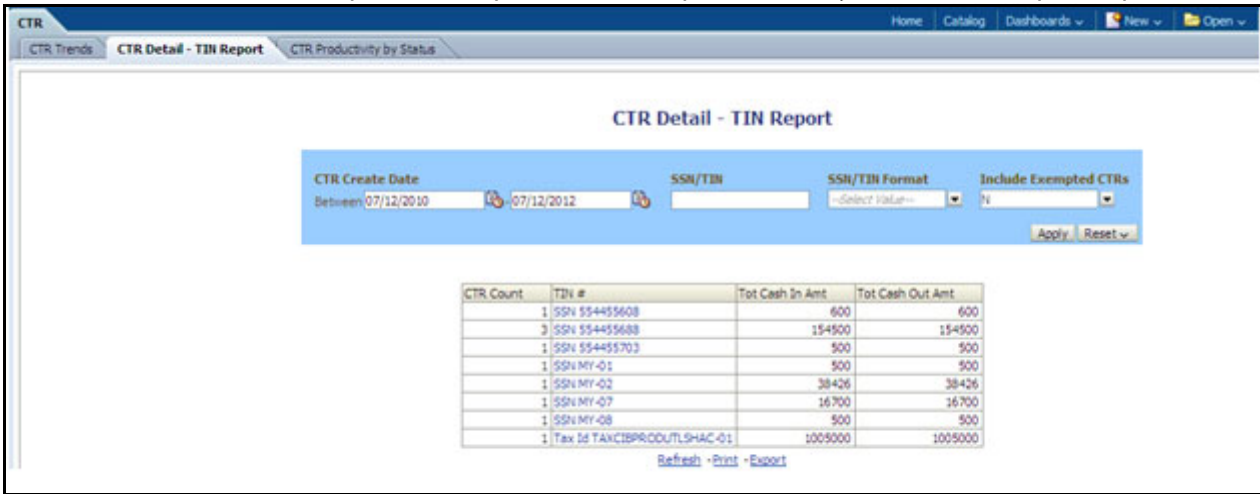 CTR Home Catalog Dashboards New Open
CTR Trends CTR Detail - TIN Report CTR Productivity by Status
CTR Detail - TIN Report
CTR Create Date SSN/TIN SSN/TIN Format Include Exempted CTRs
Between 07/12/2010 - 07/12/2012 --Select Value-- N
Apply Reset
CTR Count TIN # Tot Cash In Amt Tot Cash Out Amt
1 SSN 554455608 600 600
3 SSN 554455688 154500 154500
1 SSN 554455703 500 500
1 SSN MY-01 500 500
1 SSN MY-02 38426 38426
1 SSN MY-07 16700 16700
1 SSN MY-08 500 500
1 Tax Id TAXCIBPRODUTLSHAC-01 1005000 1005000
Refresh - Print - Export